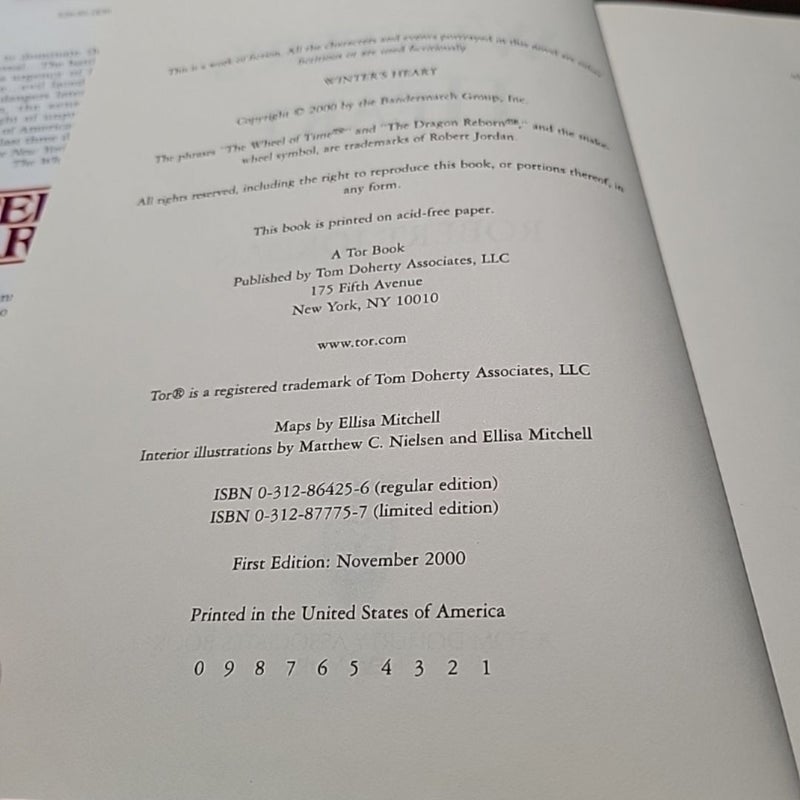 This is a work of fiction. All the characters and events portrayed in this novel are either
fictitious or are used fictitiously.
WINTER'S HEART
Copyright © 2000 by the Bandersnatch Group, Inc.
The phrases "The Wheel of Time®" and "The Dragon Reborn™," and the snake-
wheel symbol, are trademarks of Robert Jordan.
All rights reserved, including the right to reproduce this book, or portions thereof, in
any form.
This book is printed on acid-free paper.
A Tor Book
Published by Tom Doherty Associates, LLC
175 Fifth Avenue
New York, NY 10010
www.tor.com
Tor® is a registered trademark of Tom Doherty Associates, LLC
Maps by Ellisa Mitchell
Interior illustrations by Matthew C. Nielsen and Ellisa Mitchell
ISBN 0-312-86425-6 (regular edition)
ISBN 0-312-87775-7 (limited edition)
First Edition: November 2000
Printed in the United States of America
0 9 8 7 6 5 4 3 2 1